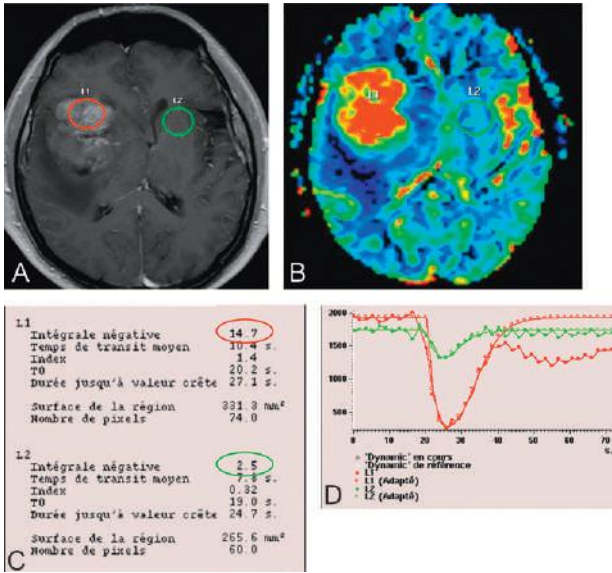 L1
L2
A
L1
L2
B
L1
Intégrale négative 14.7
Temps de transit moyen 10.4 s.
Index 1.4
T0 20.2 s.
Durée jusqu'à valeur crête 27.1 s.
Surface de la région 331.3 mm²
Nombre de pixels 74.0
L2
Intégrale négative 2.5
Temps de transit moyen 7.8 s.
Index 0.32
T0 19.0 s.
Durée jusqu'à valeur crête 24.7 s.
Surface de la région 265.6 mm²
Nombre de pixels 60.0
C
2000
1500
1000
500
0 10 20 30 40 50 60 70
s.
'Dynamic' en cours
'Dynamic' de référence
L1
L1 (Adapté)
L2
L2 (Adapté)
D